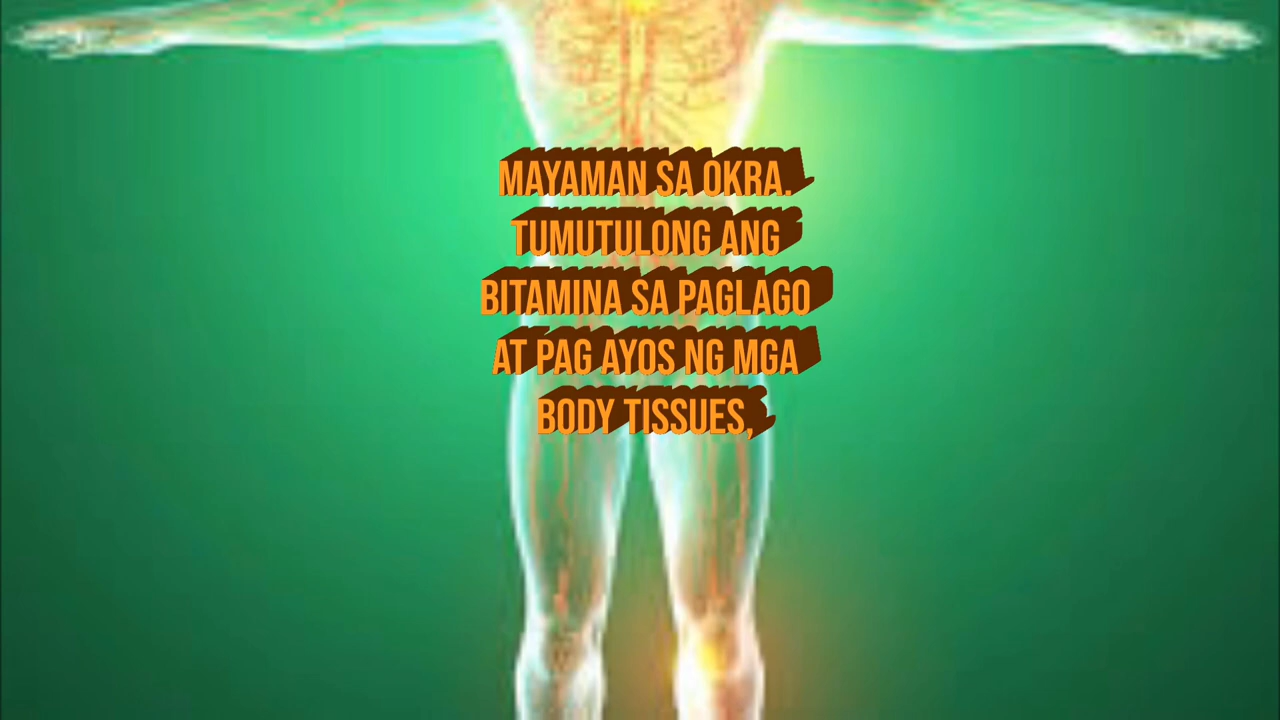 MAYAMAN SA OKRA.
TUMUTULONG ANG
BITAMINA SA PAGLAGO
AT PAG AYOS NG MGA
BODY TISSUES,